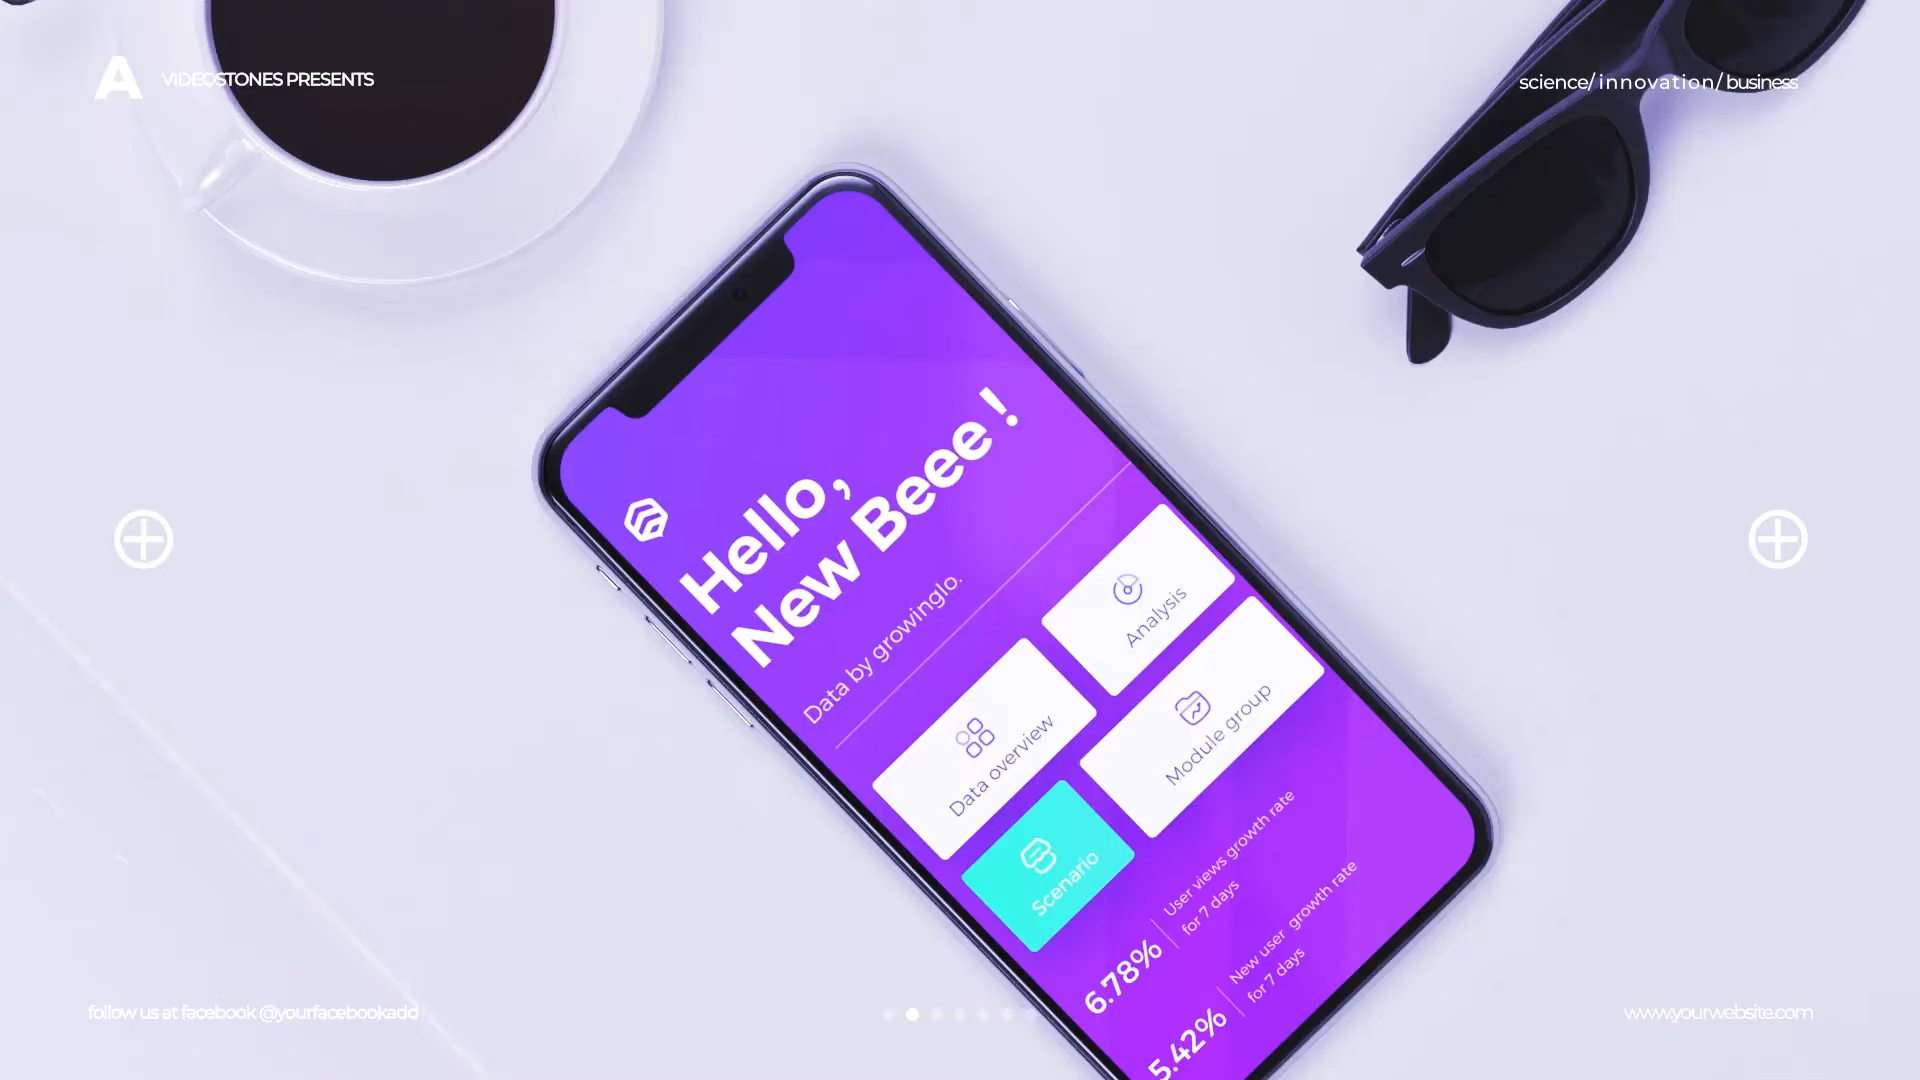 A VIDEOSTONES PRESENTS
science/ innovation/ business
Hello,
New Beeee !
Data by growinglo.
Data overview
Analysis
Scenario
Module group
6.78%
User views growth rate
for 7 days
5.42%
New user growth rate
for 7 days
follow us at facebook @yourfacebookadd
www.yourwebsite.com